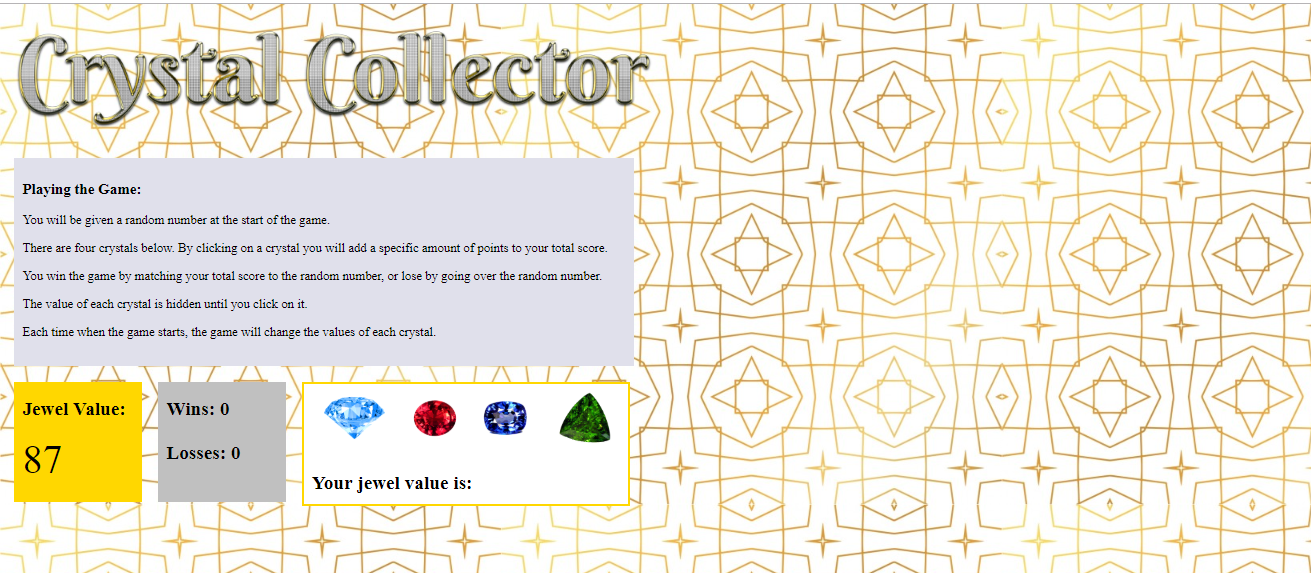 Crystal Collector
Playing the Game:
You will be given a random number at the start of the game.
There are four crystals below. By clicking on a crystal you will add a specific amount of points to your total score.
You win the game by matching your total score to the random number, or lose by going over the random number.
The value of each crystal is hidden until you click on it.
Each time when the game starts, the game will change the values of each crystal.
Jewel Value:
87
Wins: 0
Losses: 0
Your jewel value is: